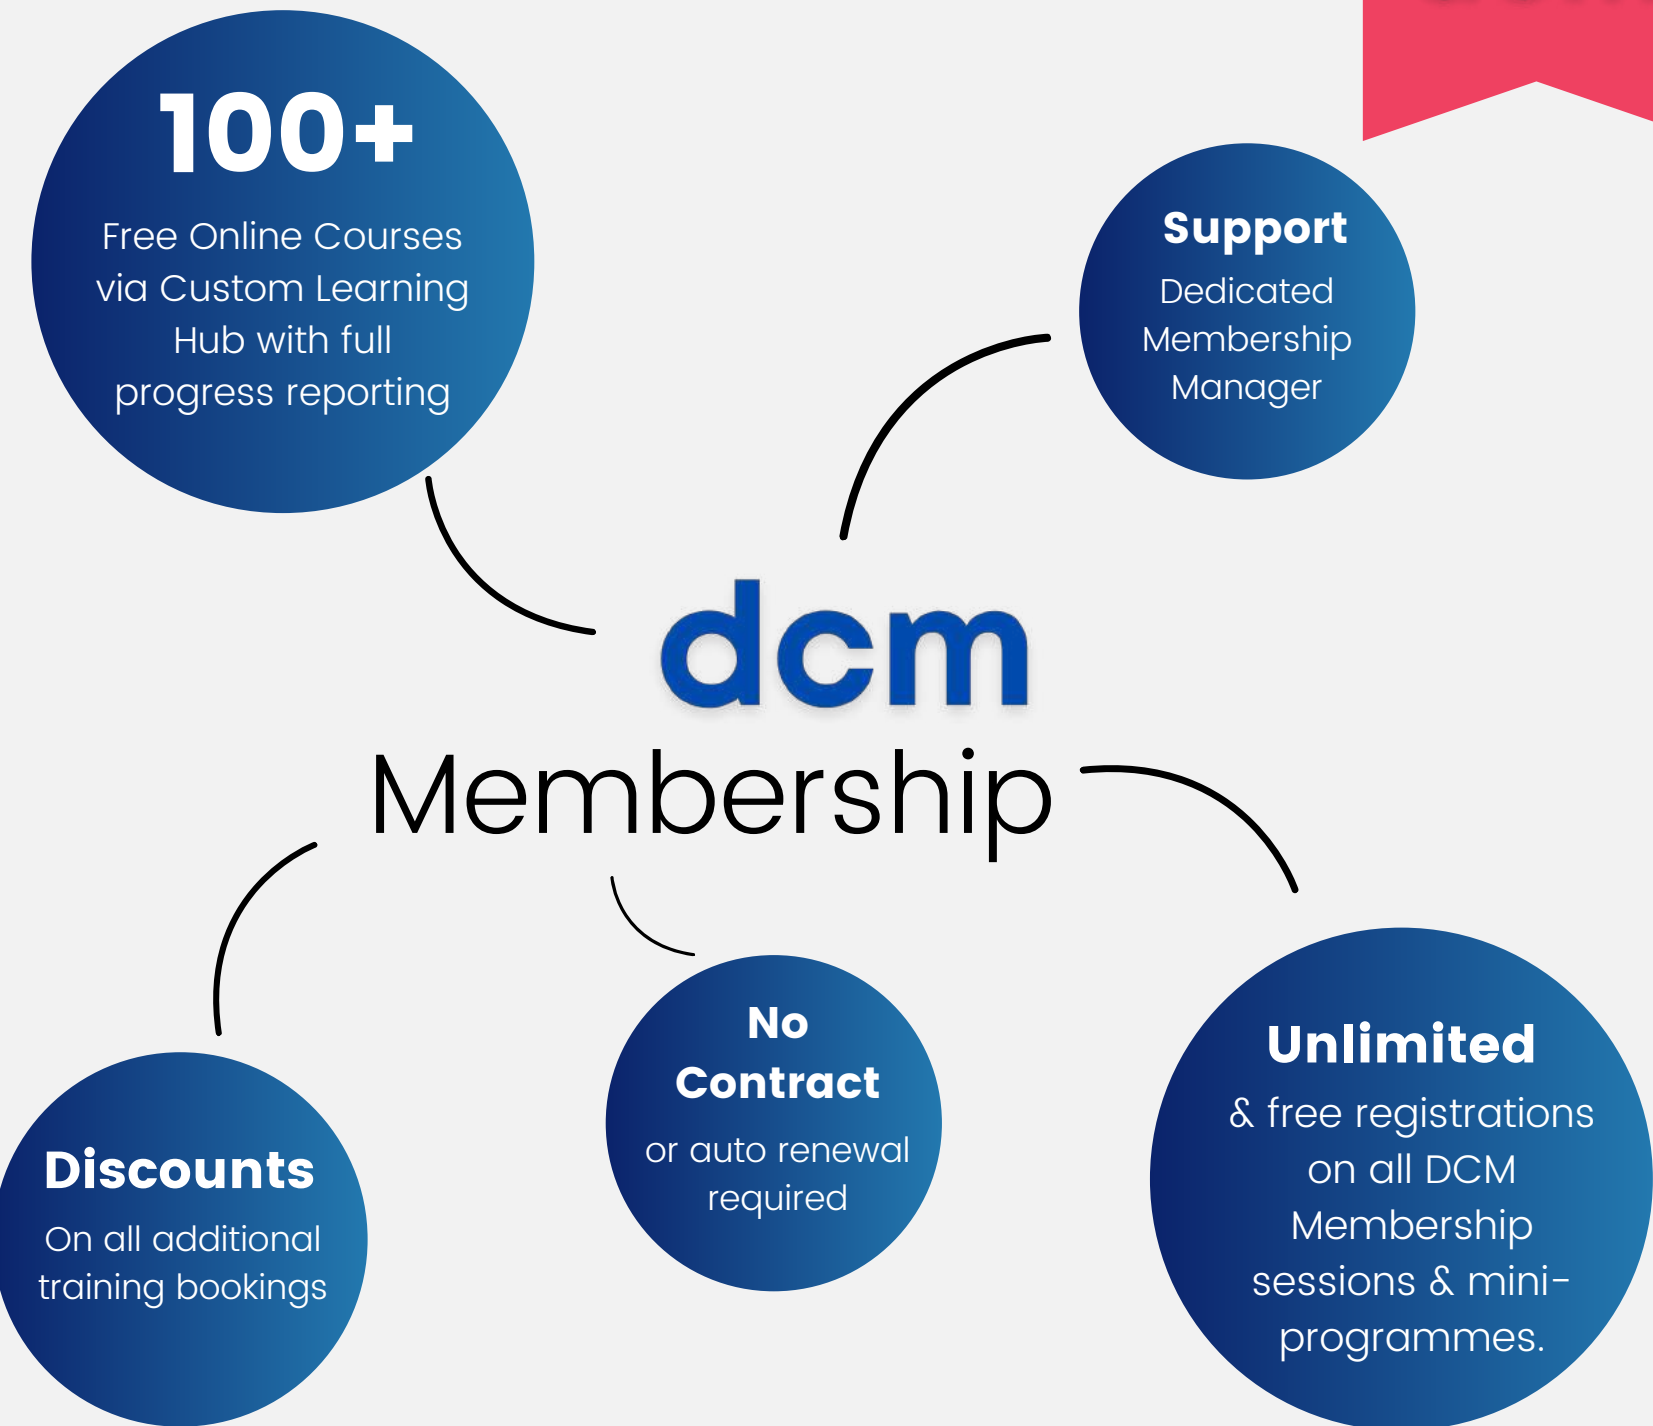 100+
Free Online Courses
via Custom Learning
Hub with full
progress reporting
Support
Dedicated
Membership
Manager
dcm
Membership
Discounts
On all additional
training bookings
No
Contract
or auto renewal
required
Unlimited
& free registrations
on all DCM
Membership
sessions & mini-
programmes.